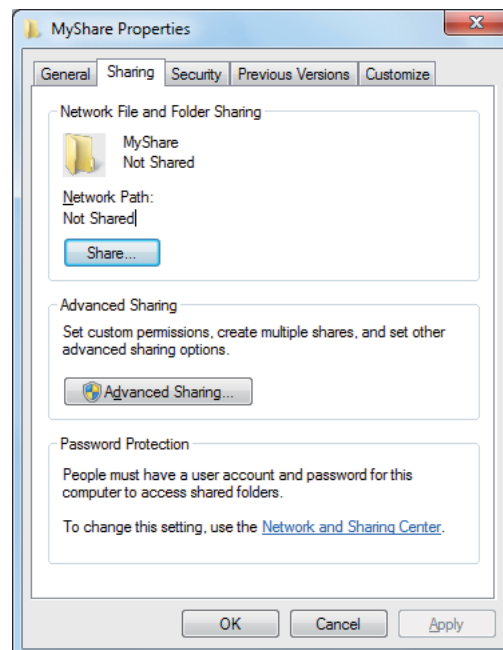 MyShare Properties
X
General Sharing Security Previous Versions Customize
Network File and Folder Sharing
MyShare
Not Shared
Network Path:
Not Shared
Share...
Advanced Sharing
Set custom permissions, create multiple shares, and set other
advanced sharing options.
Advanced Sharing...
Password Protection
People must have a user account and password for this
computer to access shared folders.
To change this setting, use the Network and Sharing Center.
OK Cancel Apply